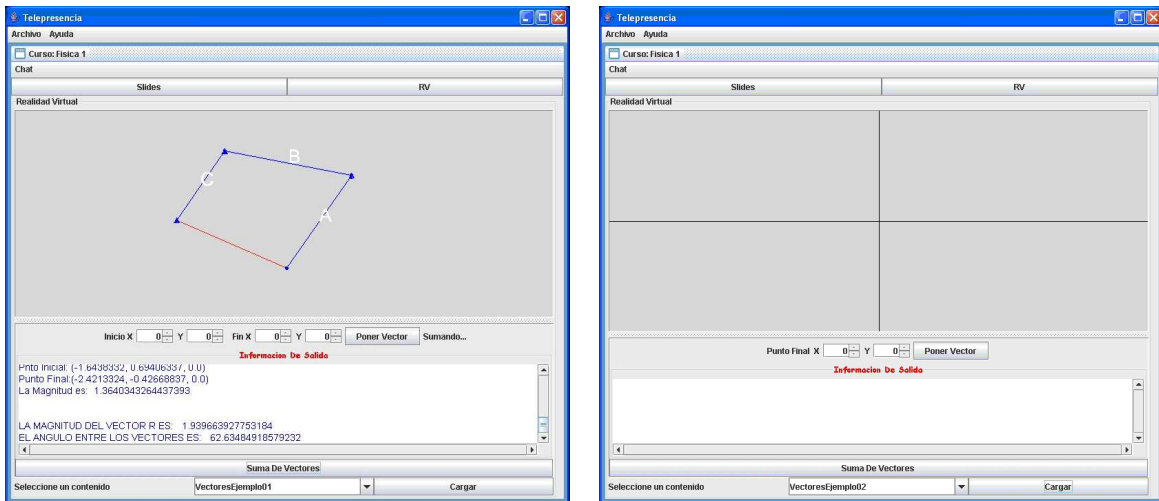 Telepresencia
Archivo Ayuda
Curso: Fisica 1
Chat
Slides RV
Realidad Virtual
B
C
A
Inicio X 0 Y 0 Fin X 0 Y 0 Poner Vector Sumando...
Informacion De Salida
Pnto Inicial: (-1.6438332, 0.69406337, 0.0)
Punto Final:(-2.4213324, -0.42668837, 0.0)
La Magnitud es: 1.3640343264437393
LA MAGNITUD DEL VECTOR R ES: 1.939663927753184
EL ANGULO ENTRE LOS VECTORES ES: 62.63484918579232
Suma De Vectores
Seleccione un contenido VectoresEjemplo01 Cargar
Telepresencia
Archivo Ayuda
Curso: Fisica 1
Chat
Slides RV
Realidad Virtual
Punto Final X 0 Y 0 Poner Vector
Informacion De Salida
Suma De Vectores
Seleccione un contenido VectoresEjemplo02 Cargar